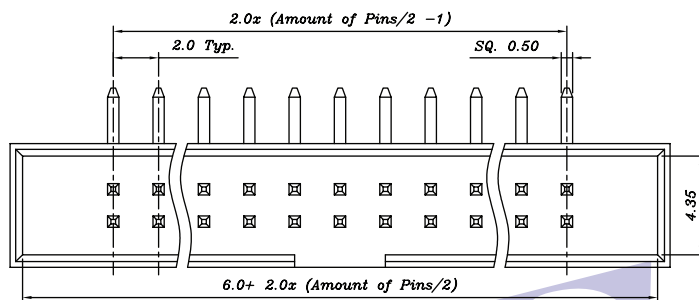 2.0x (Amount of Pins/2 -1)
2.0 Typ.
SQ. 0.50
4.35
6.0+ 2.0x (Amount of Pins/2)